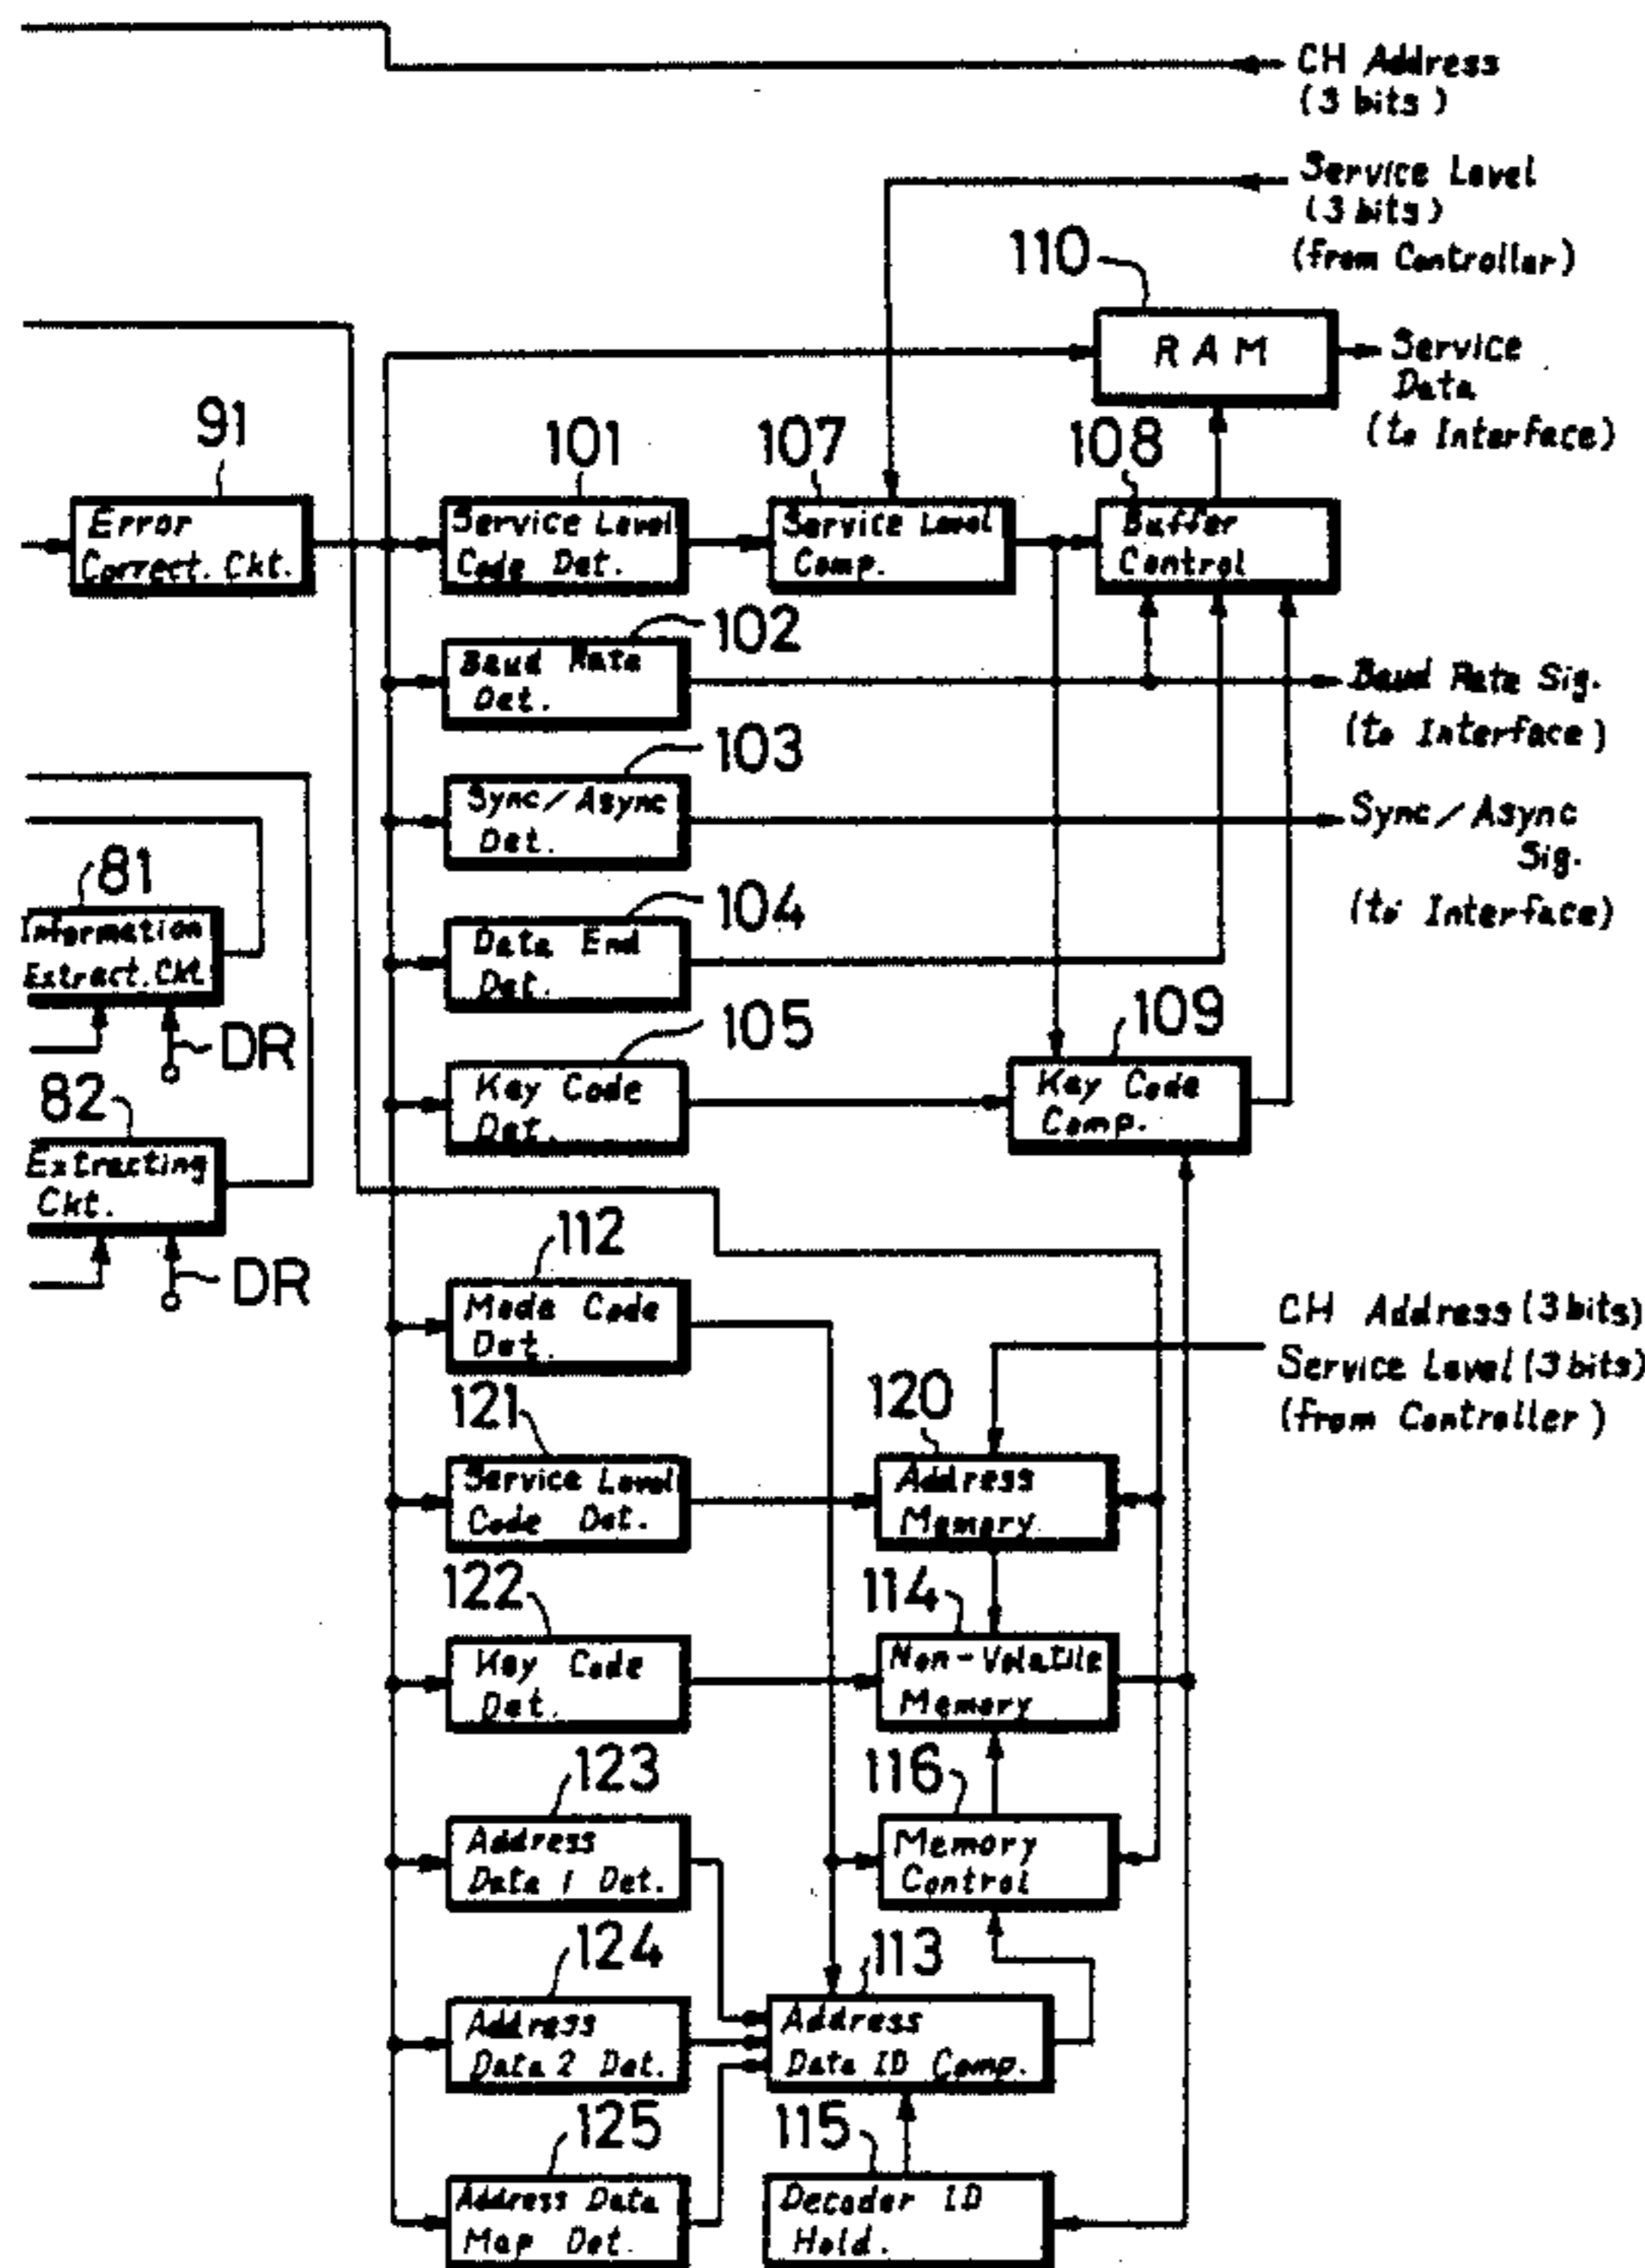 CH Address
(3 bits)
Service Level
(3 bits)
(from Controller)
110
RAM
Service
Data
(to Interface)
91
Error
Correct. Ckt.
101
Service Level
Code Det.
107
Service Level
Comp.
108
Buffer
Control
102
Baud Rate
Det.
Baud Rate Sig.
(to Interface)
103
Sync/Async
Det.
Sync/Async
Sig.
(to Interface)
81
Information
Extract. Ckt
DR
104
Data End
Det.
105
Key Code
Det.
109
Key Code
Comp.
82
Extracting
Ckt.
DR
112
Mode Code
Det.
CH Address (3 bits)
Service Level (3 bits)
(from Controller)
121
Service Level
Code Det.
120
Address
Memory
122
Key Code
Det.
114
Non-Volatile
Memory
123
Address
Data 1 Det.
116
Memory
Control
124
Address
Data 2 Det.
113
Address
Data ID Comp.
125
Address Data
Map Det.
115
Decoder ID
Hold.